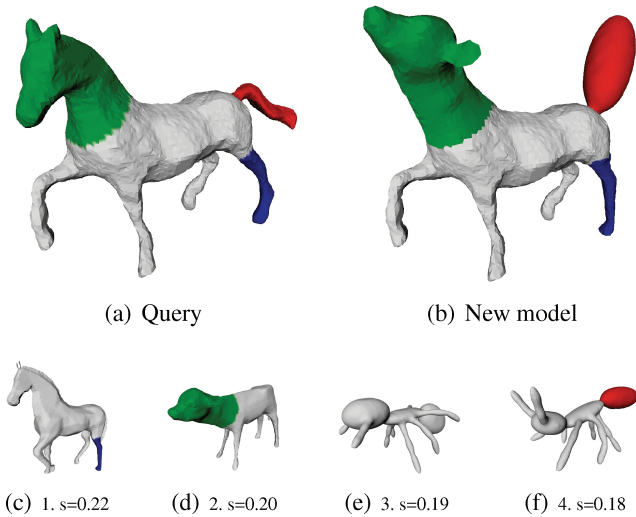 (a) Query
(b) New model
(c) 1. s=0.22
(d) 2. s=0.20
(e) 3. s=0.19
(f) 4. s=0.18